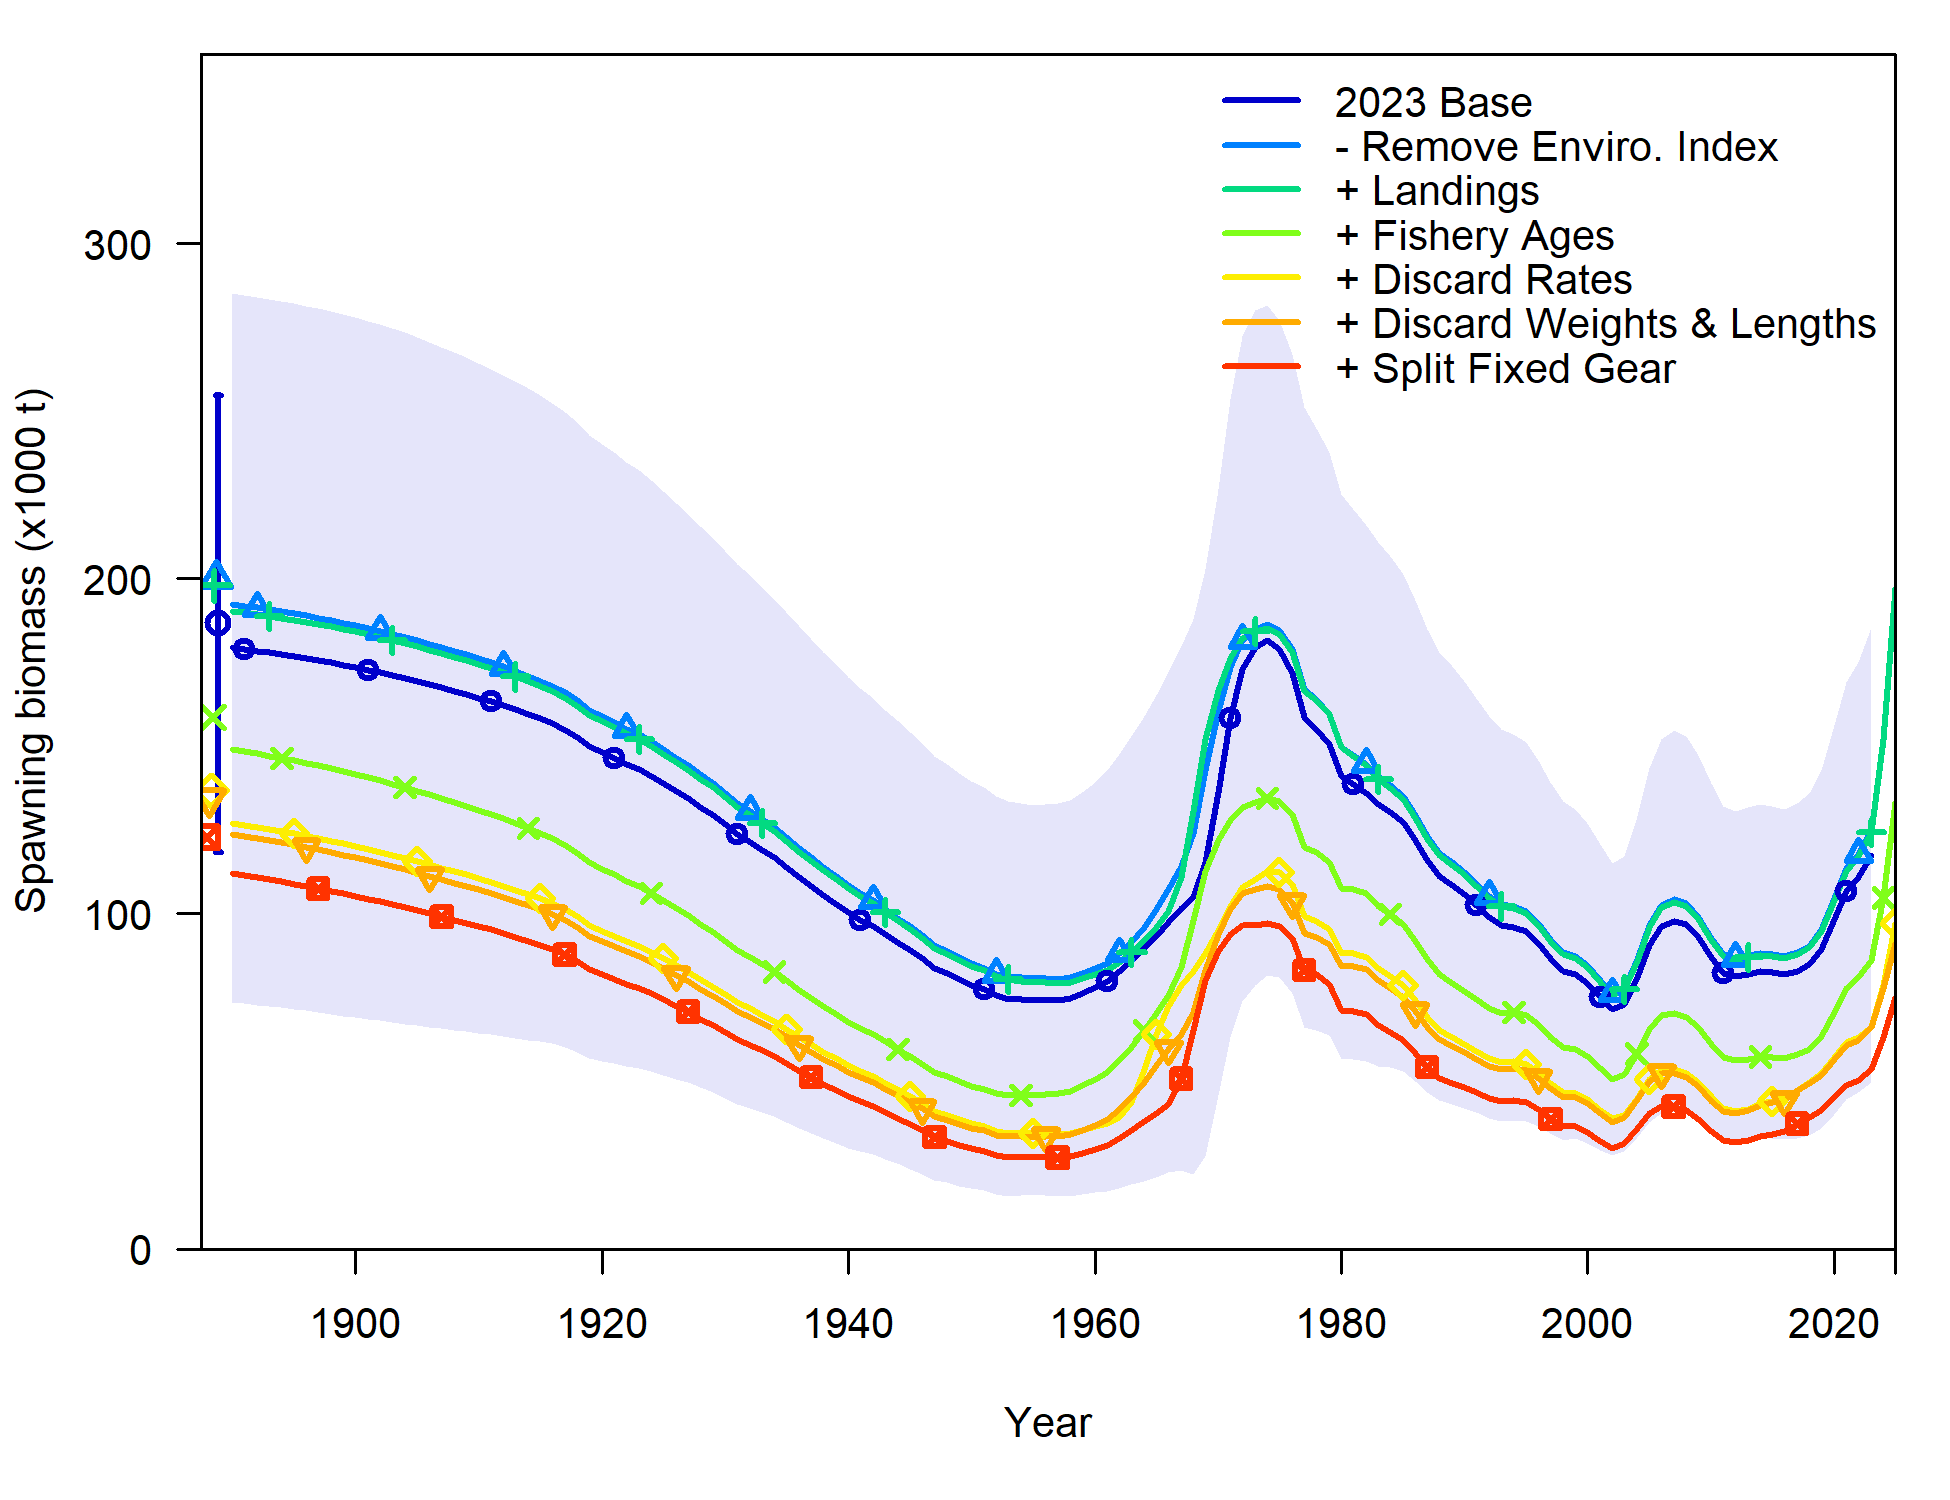 2023 Base
- Remove Enviro. Index
+ Landings
+ Fishery Ages
+ Discard Rates
+ Discard Weights & Lengths
+ Split Fixed Gear
Spawning biomass (x1000 t)
300
200
100
0
1900 1920 1940 1960 1980 2000 2020
Year